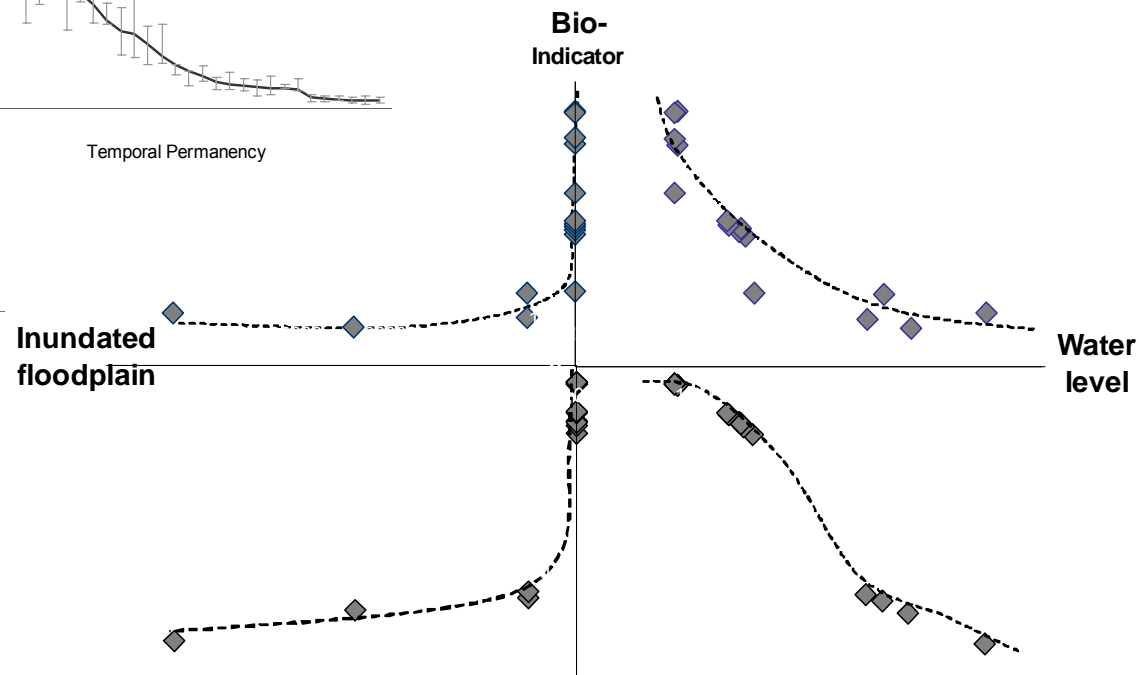 Bio-
Indicator
Temporal Permanency
Inundated
floodplain
Water
level